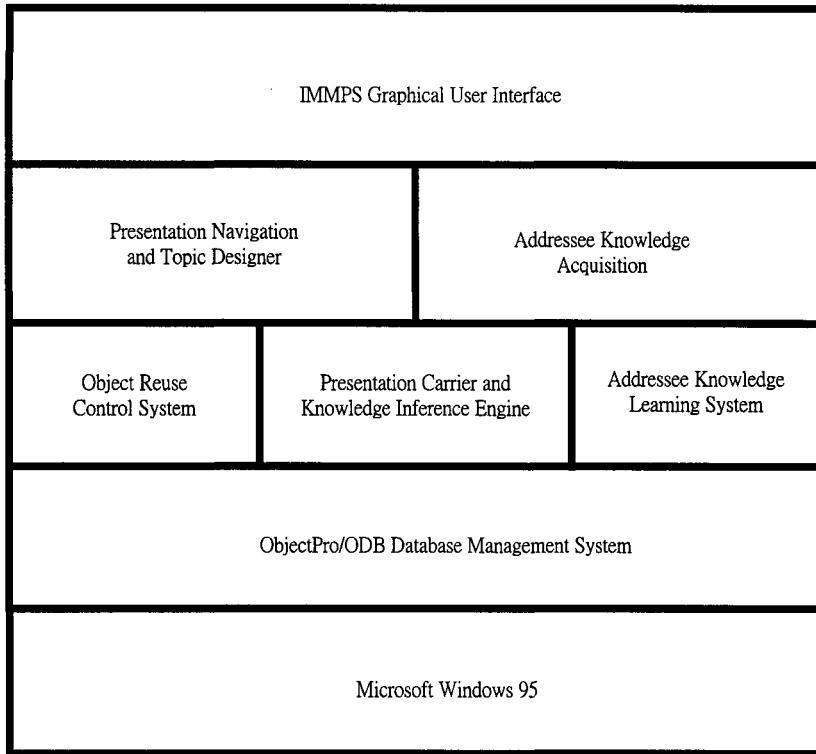 IMMPS Graphical User Interface
Presentation Navigation
and Topic Designer
Addressee Knowledge
Acquisition
Object Reuse
Control System
Presentation Carrier and
Knowledge Inference Engine
Addressee Knowledge
Learning System
ObjectPro/ODB Database Management System
Microsoft Windows 95